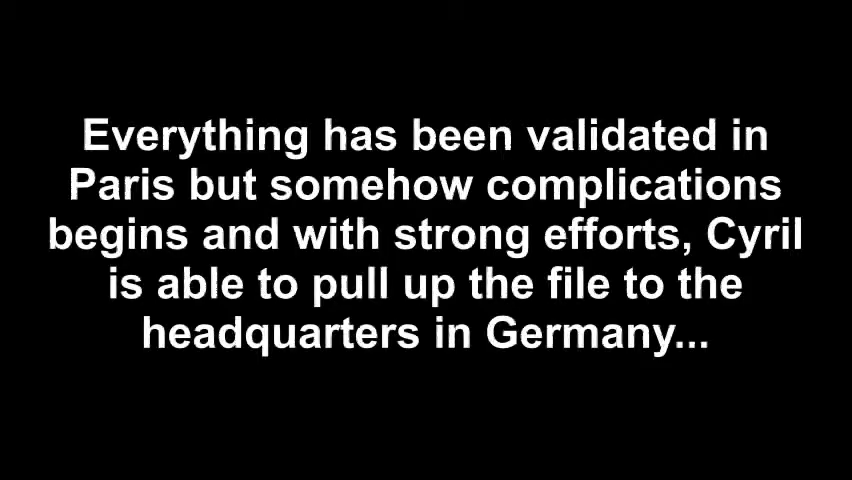 Everything has been validated in
Paris but somehow complications
begins and with strong efforts, Cyril
is able to pull up the file to the
headquarters in Germany...